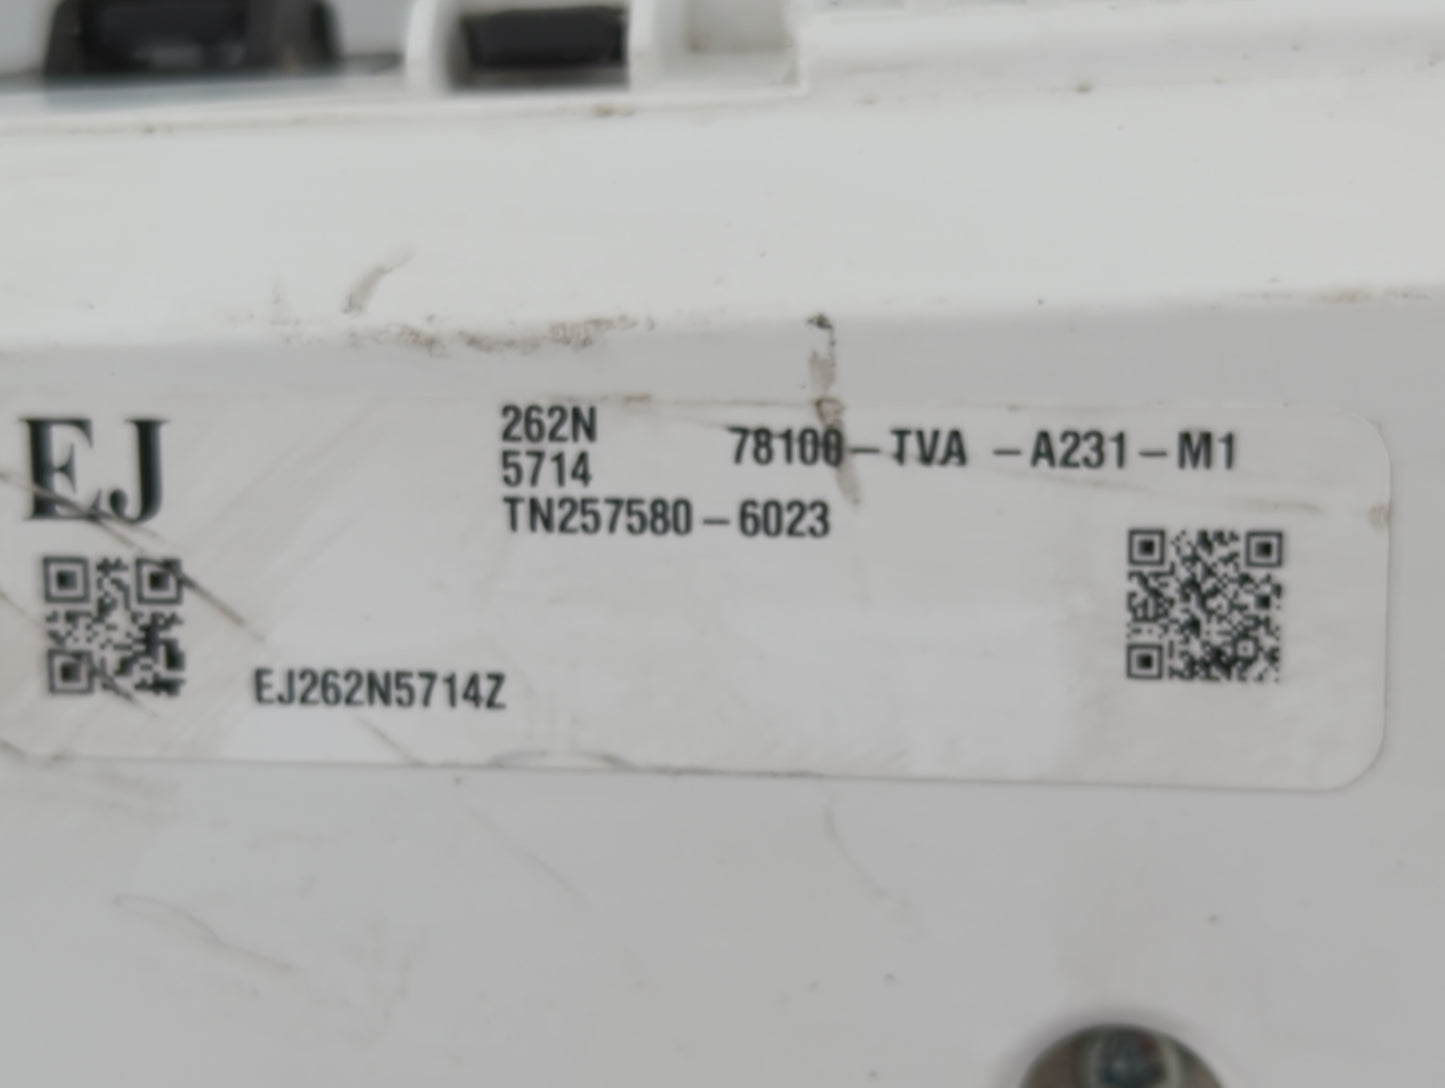 EJ
262N
5714
78100-TVA -A231-M1
TN257580-6023
EJ262N5714Z